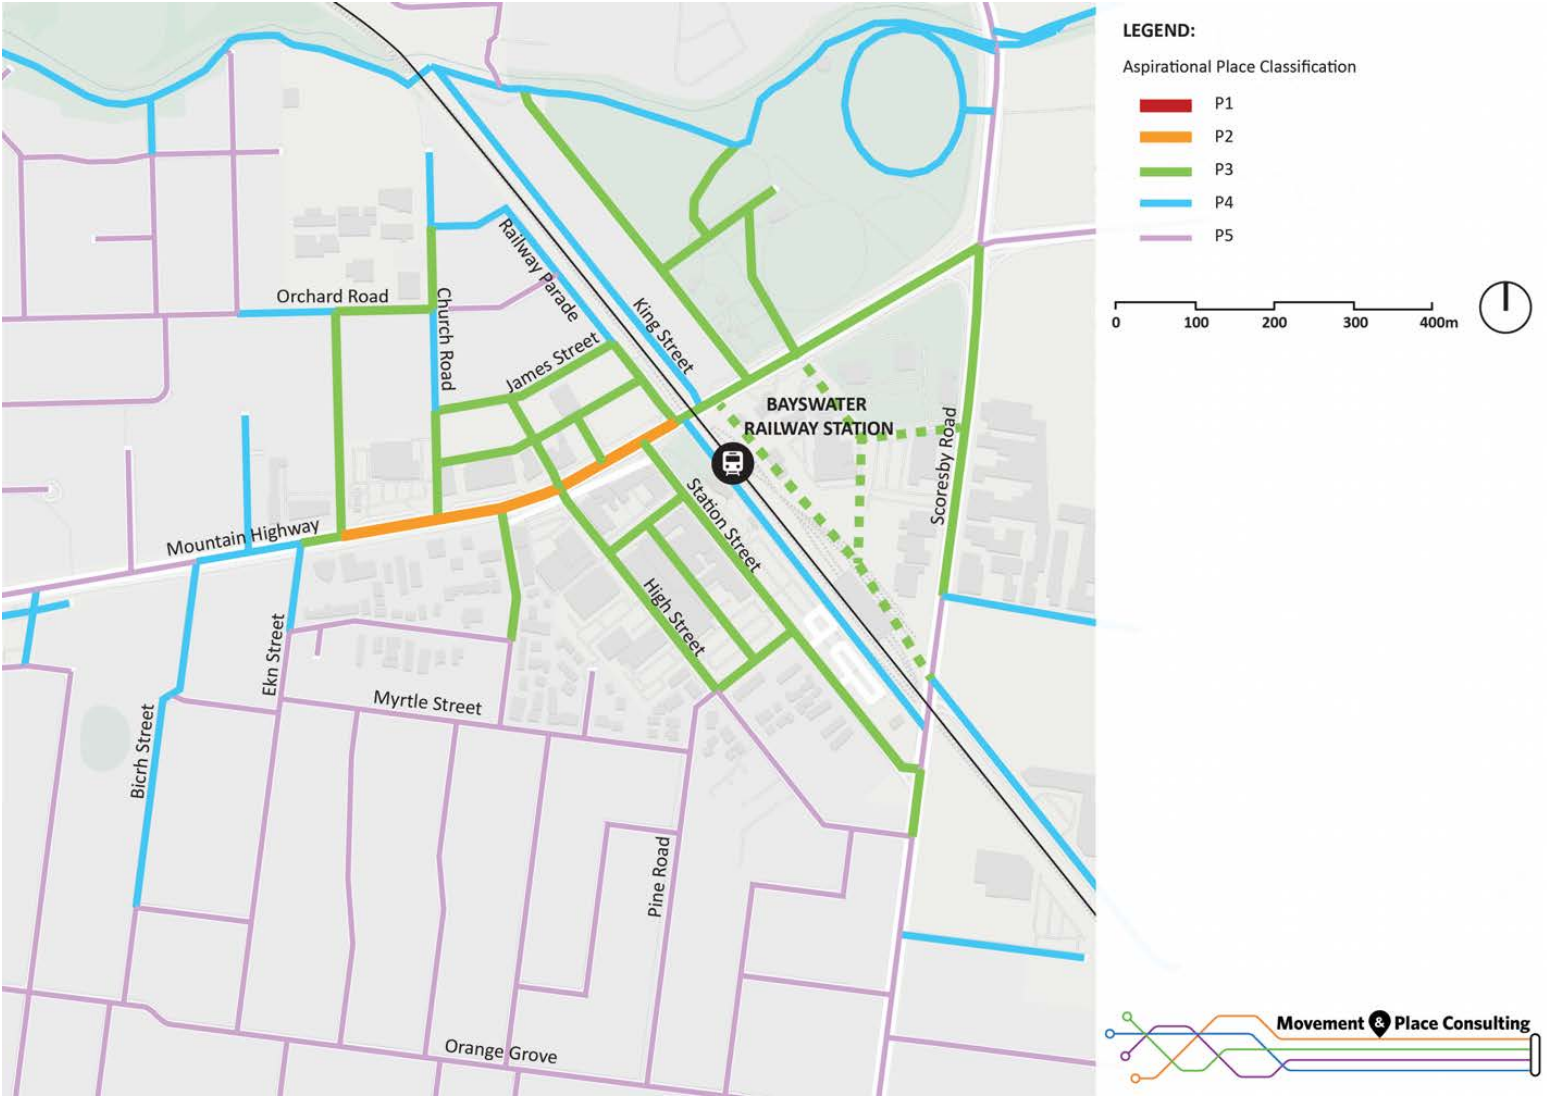 LEGEND:
Aspirational Place Classification
P1
P2
P3
P4
P5
0 100 200 300 400m
Railway Parade
Orchard Road
Church Road
King Street
James Street
BAYSWATER
RAILWAY STATION
Scoresby Road
Station Street
Mountain Highway
High Street
Ekn Street
Myrtle Street
Bicrh Street
Pine Road
Orange Grove
Movement & Place Consulting